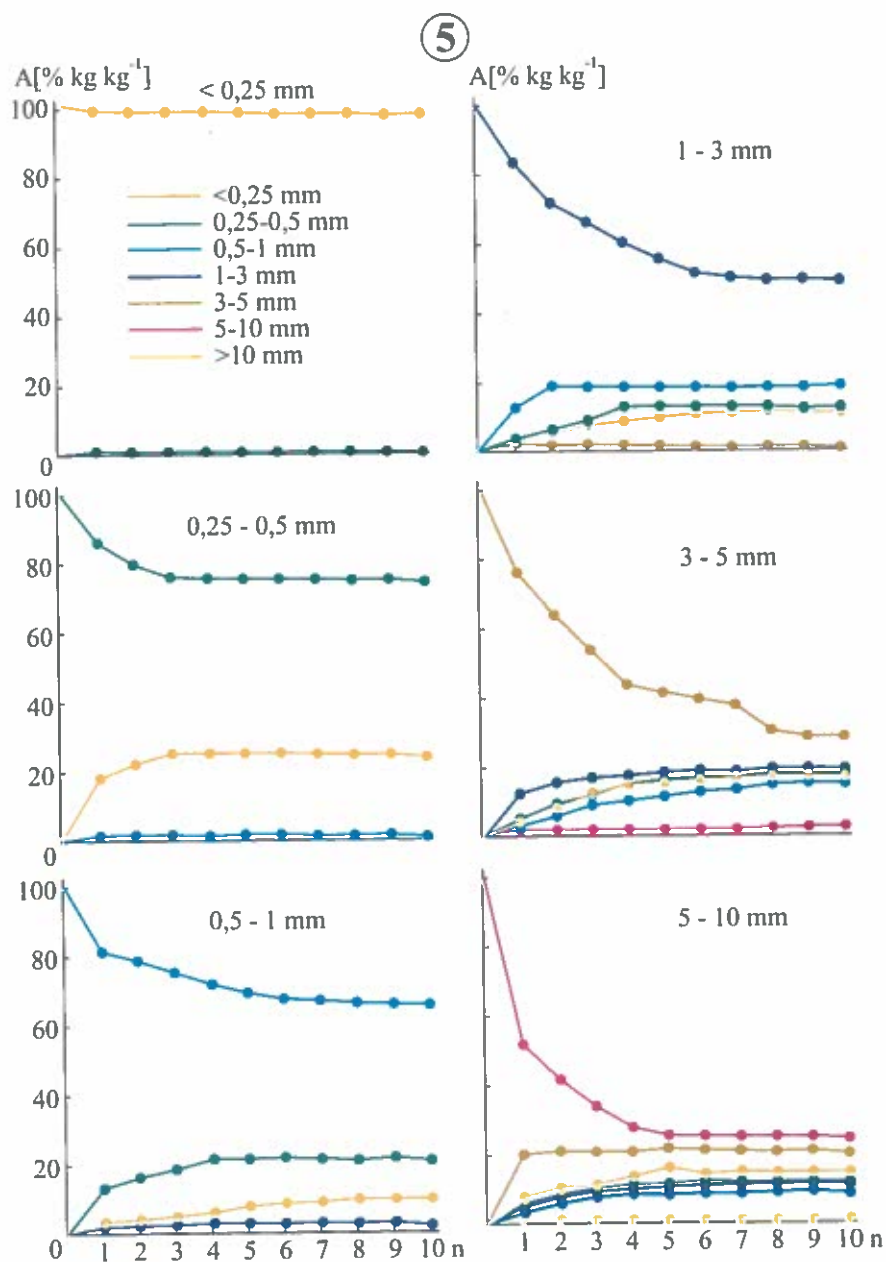 5
A[% kg kg⁻¹]
< 0,25 mm
100
80
60
40
20
0
<0,25 mm
0,25-0,5 mm
0,5-1 mm
1-3 mm
3-5 mm
5-10 mm
>10 mm
A[% kg kg⁻¹]
1 - 3 mm
0,25 - 0,5 mm
100
80
60
40
20
0
3 - 5 mm
0,5 - 1 mm
100
80
60
40
20
0 1 2 3 4 5 6 7 8 9 10 n
5 - 10 mm
1 2 3 4 5 6 7 8 9 10 n